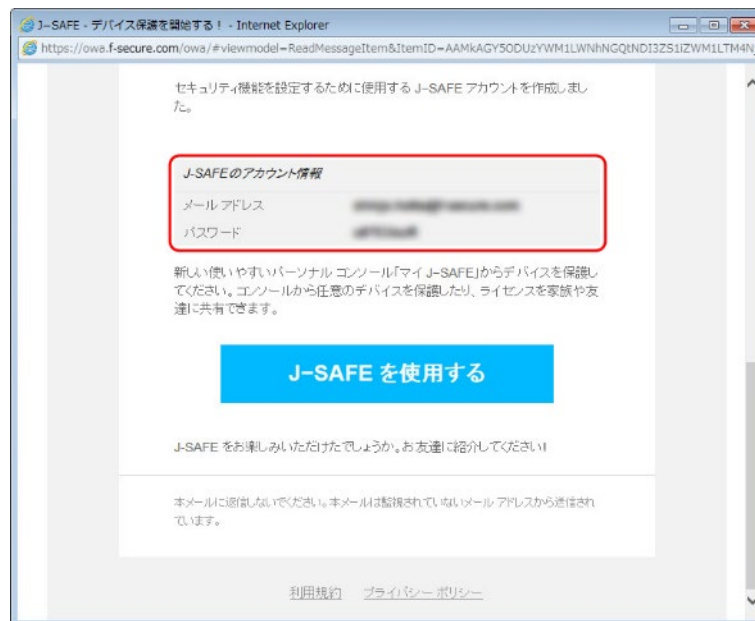 J-SAFE - デバイス保護を開始する! - Internet Explorer
https://owa.f-secure.com/owa/#viewmodel=ReadMessageItem&ItemID=AAMkAGY5ODUzYWM1LWNhNGQtNDI3ZS1iZWM1LTM4N
セキュリティ機能を設定するために使用する J-SAFE アカウントを作成しまし
た。
J-SAFEのアカウント情報
メール アドレス
パスワード
新しい使いやすいパーソナル コンソール「マイ J-SAFE」からデバイスを保護し
てください。コンソールから任意のデバイスを保護したり、ライセンスを家族や友
達に共有できます。
J-SAFE を使用する
J-SAFE をお楽しみいただけたでしょうか。お友達に紹介してください!
本メールに返信しないでください。本メールは監視されていないメール アドレスから送信され
ています。
利用規約 プライバシー ポリシー